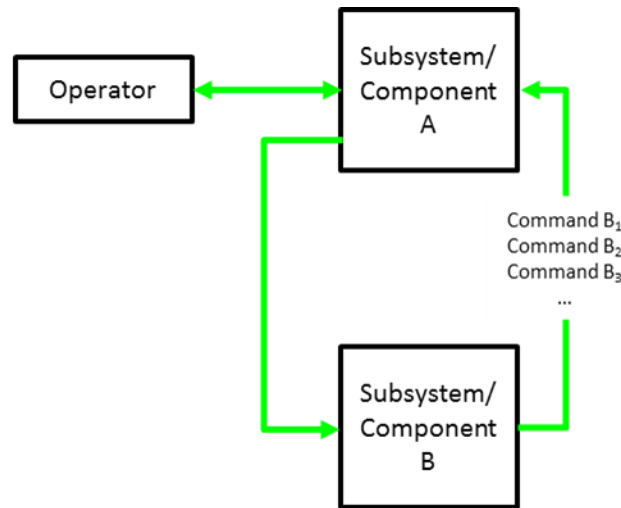 Operator
Subsystem/
Component
A
Command B₁
Command B₂
Command B₃
...
Subsystem/
Component
B